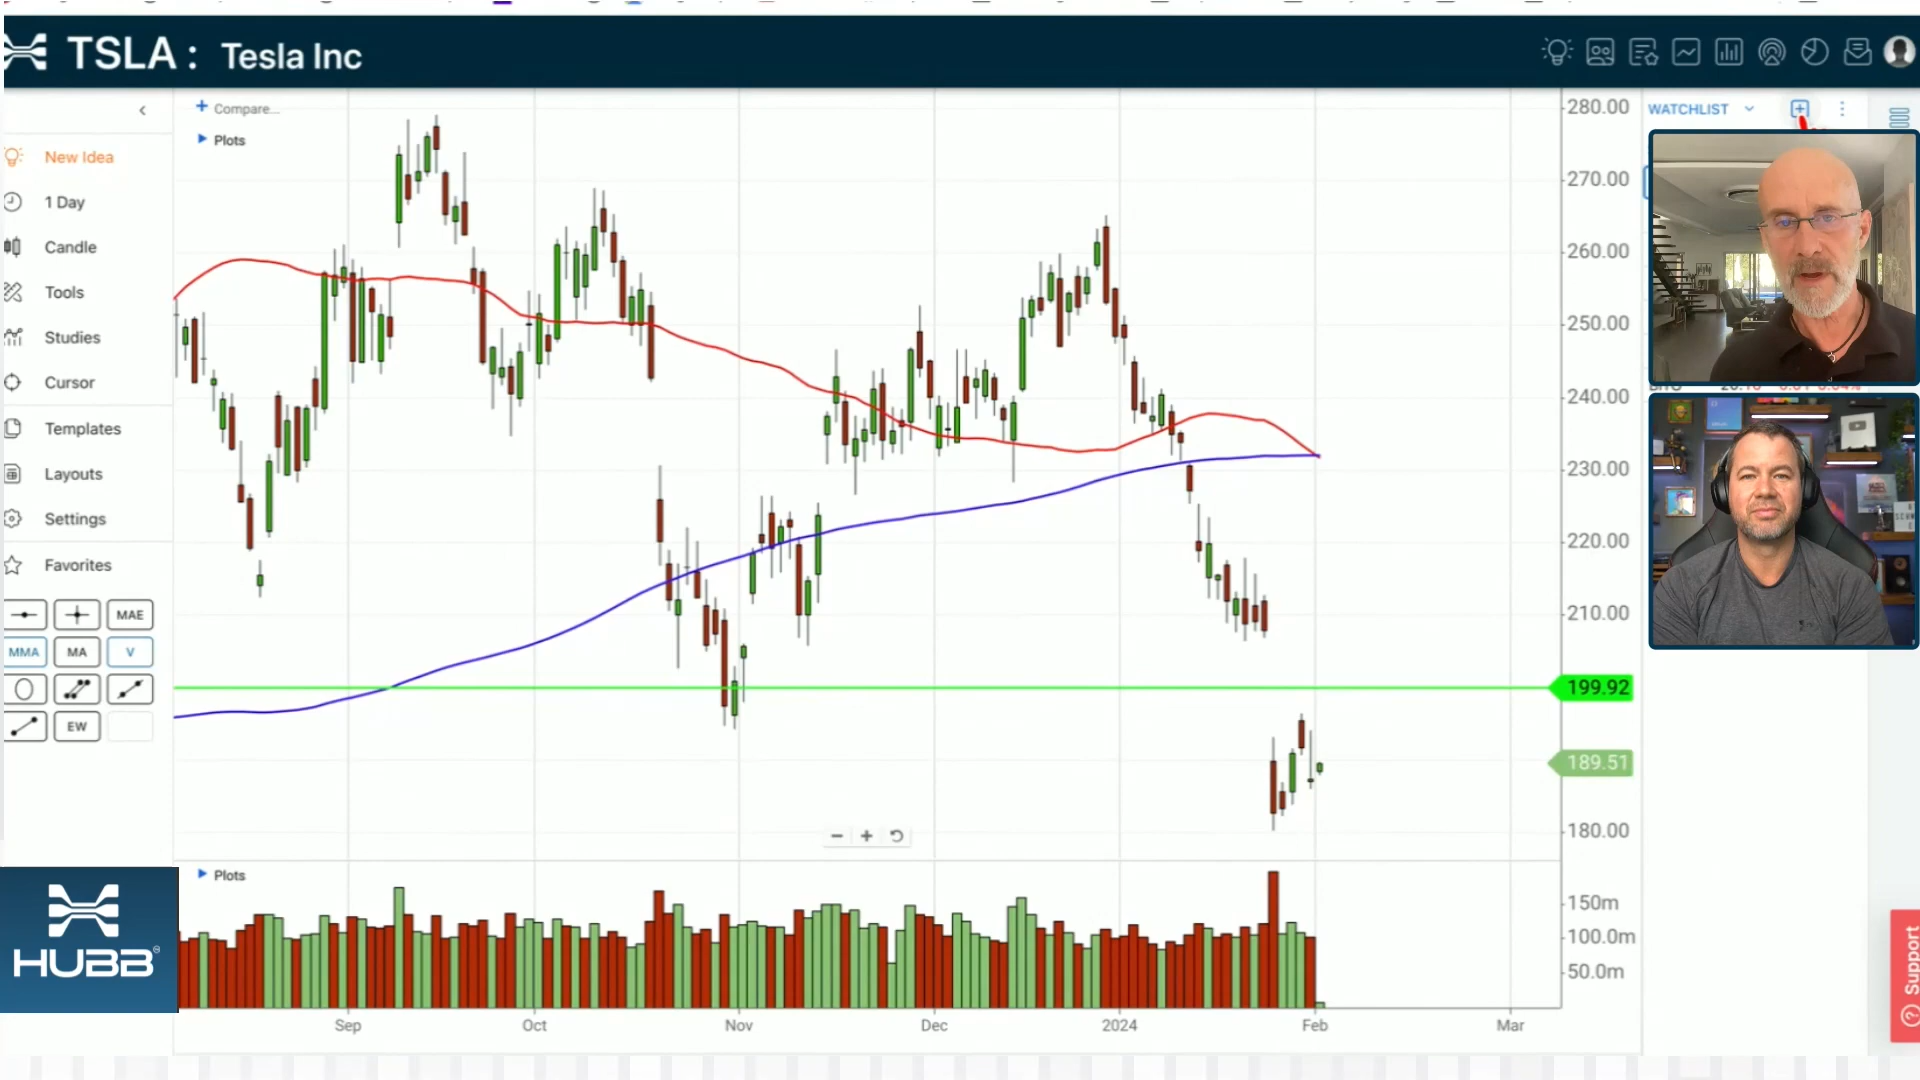 TSLA : Tesla Inc
Compare...
Plots
WATCHLIST
New Idea
1 Day
Candle
Tools
Studies
Cursor
Templates
Layouts
Settings
Favorites
MAE
MMA
MA
V
EW
280.00
270.00
260.00
250.00
240.00
230.00
220.00
210.00
199.92
189.51
180.00
Plots
150m
100.0m
50.0m
Sep
Oct
Nov
Dec
2024
Feb
Mar
HUBB
Support